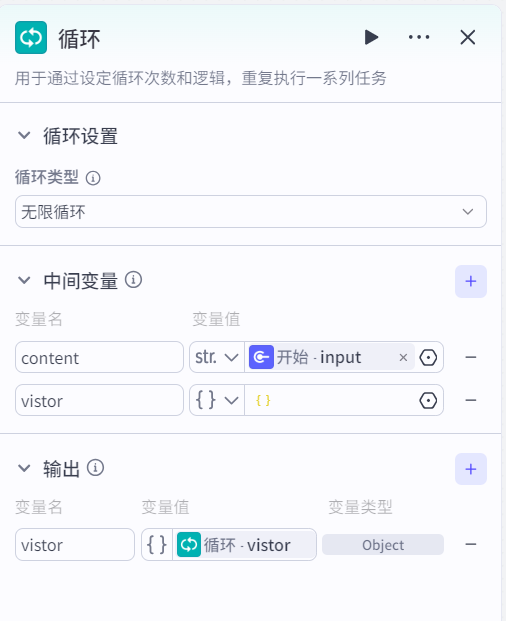 循环
用于通过设定循环次数和逻辑，重复执行一系列任务
循环设置
循环类型
无限循环
中间变量
变量名 变量值
content str. 开始 - input
vistor { } { }
输出
变量名 变量值 变量类型
vistor { } 循环 - vistor Object